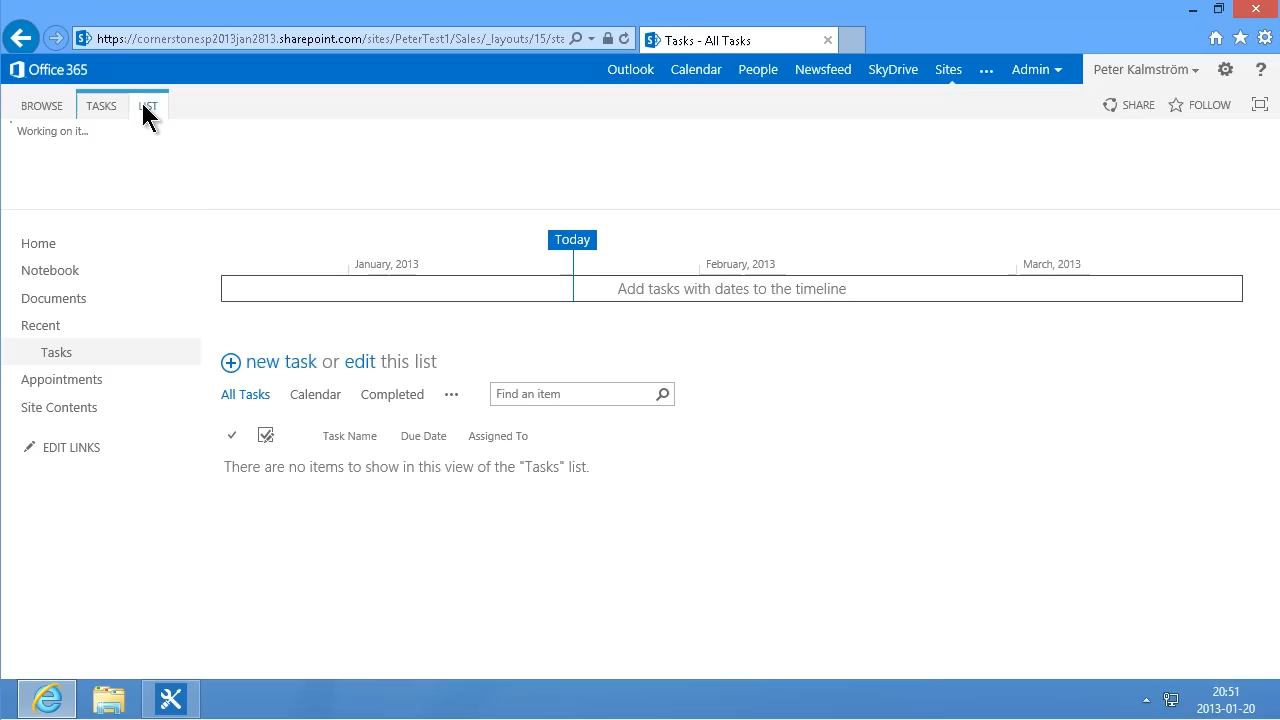 https://cornerstonesp2013jan2813.sharepoint.com/sites/PeterTest1/Sales/_layouts/15/sta
Tasks - All Tasks
Office 365
Outlook Calendar People Newsfeed SkyDrive Sites ... Admin Peter Kalmström ?
BROWSE TASKS LIST SHARE FOLLOW
Working on it...
Home
Notebook
Documents
Recent
Tasks
Appointments
Site Contents
EDIT LINKS
Today
January, 2013 February, 2013 March, 2013
Add tasks with dates to the timeline
new task or edit this list
All Tasks Calendar Completed ... Find an item
Task Name Due Date Assigned To
There are no items to show in this view of the "Tasks" list.
20:51
2013-01-20